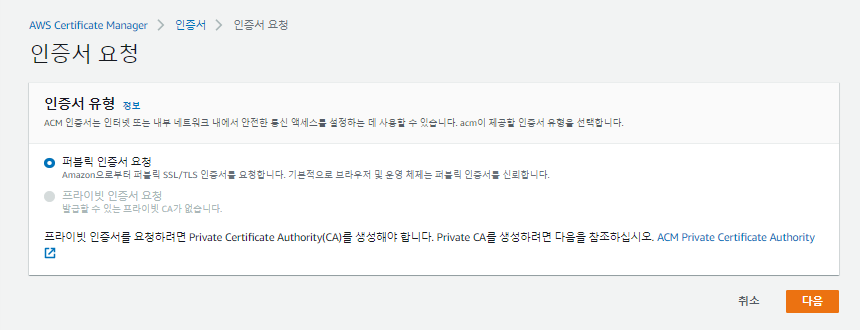 AWS Certificate Manager > 인증서 > 인증서 요청
인증서 요청
인증서 유형 정보
ACM 인증서는 인터넷 또는 내부 네트워크 내에서 안전한 통신 액세스를 설정하는 데 사용할 수 있습니다. acm이 제공할 인증서 유형을 선택합니다.
퍼블릭 인증서 요청
Amazon으로부터 퍼블릭 SSL/TLS 인증서를 요청합니다. 기본적으로 브라우저 및 운영 체제는 퍼블릭 인증서를 신뢰합니다.
프라이빗 인증서 요청
발급할 수 있는 프라이빗 CA가 없습니다.
프라이빗 인증서를 요청하려면 Private Certificate Authority(CA)를 생성해야 합니다. Private CA를 생성하려면 다음을 참조하십시오. ACM Private Certificate Authority
취소 다음